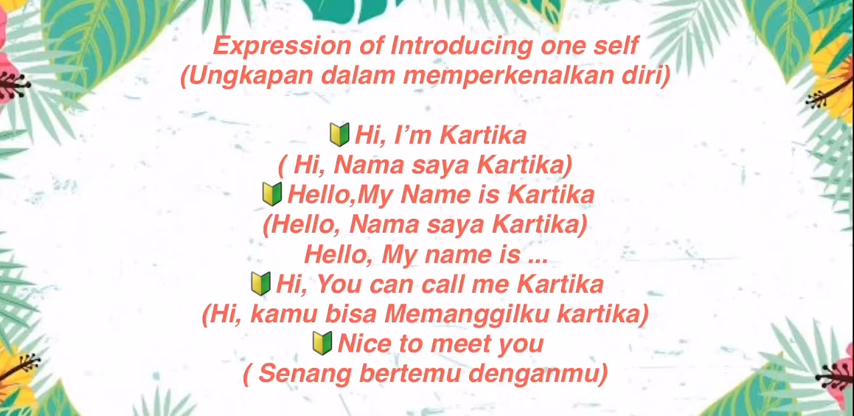 Expression of Introducing one self
(Ungkapan dalam memperkenalkan diri)
🔰Hi, I’m Kartika
( Hi, Nama saya Kartika)
🔰Hello,My Name is Kartika
(Hello, Nama saya Kartika)
Hello, My name is ...
🔰Hi, You can call me Kartika
(Hi, kamu bisa Memanggilku kartika)
🔰Nice to meet you
( Senang bertemu denganmu)